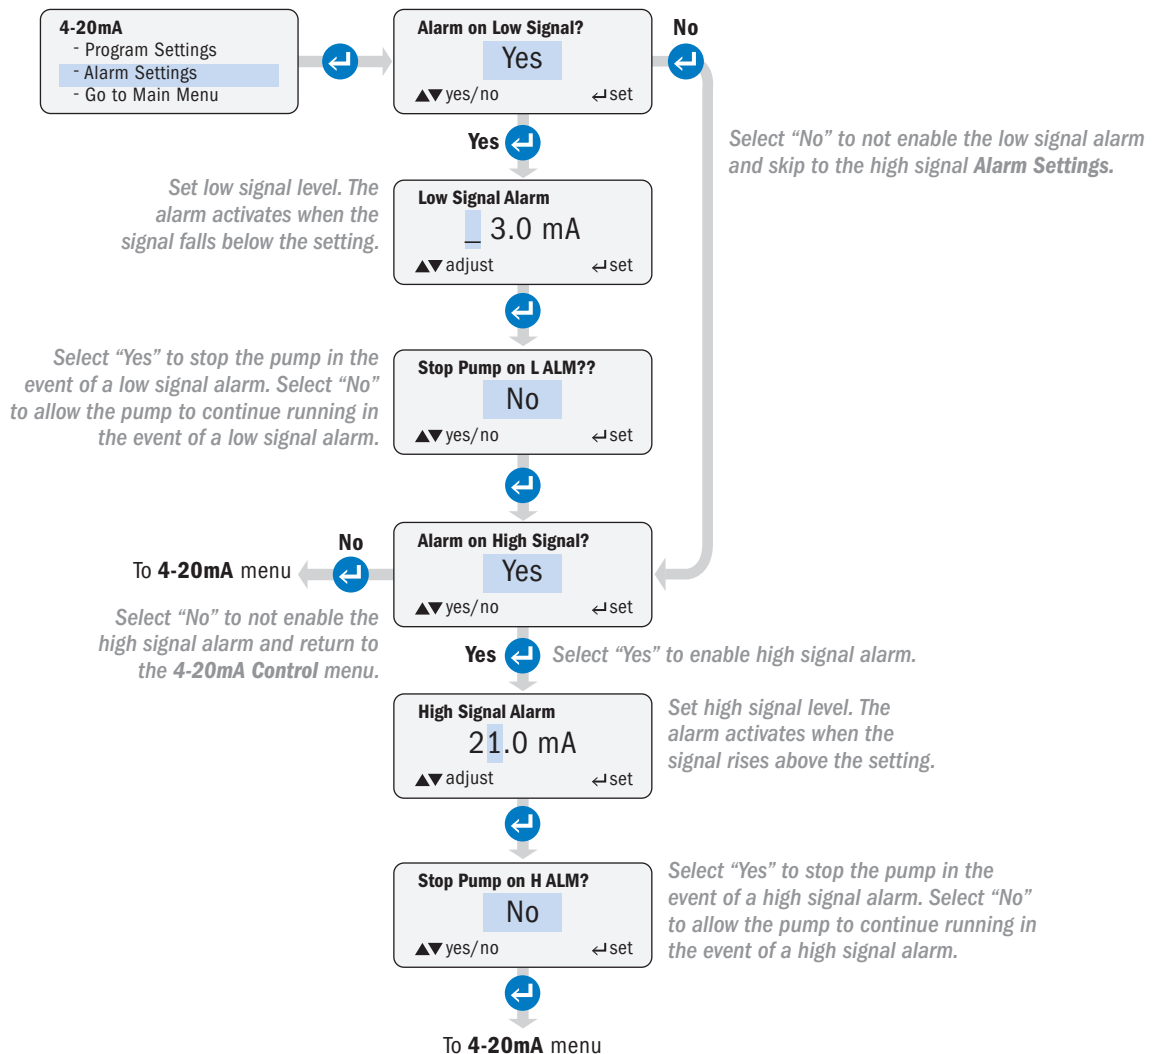 4-20mA
- Program Settings
- Alarm Settings
- Go to Main Menu
Alarm on Low Signal?
Yes
▲▼ yes/no ↵ set
No
Select “No” to not enable the low signal alarm
and skip to the high signal Alarm Settings.
Yes
Set low signal level. The
alarm activates when the
signal falls below the setting.
Low Signal Alarm
_ 3.0 mA
▲▼ adjust ↵ set
Select “Yes” to stop the pump in the
event of a low signal alarm. Select “No”
to allow the pump to continue running in
the event of a low signal alarm.
Stop Pump on L ALM??
No
▲▼ yes/no ↵ set
Alarm on High Signal?
Yes
▲▼ yes/no ↵ set
No
To 4-20mA menu
Select “No” to not enable the
high signal alarm and return to
the 4-20mA Control menu.
Yes
Select “Yes” to enable high signal alarm.
High Signal Alarm
21.0 mA
▲▼ adjust ↵ set
Set high signal level. The
alarm activates when the
signal rises above the setting.
Stop Pump on H ALM?
No
▲▼ yes/no ↵ set
Select “Yes” to stop the pump in the
event of a high signal alarm. Select “No”
to allow the pump to continue running in
the event of a high signal alarm.
To 4-20mA menu